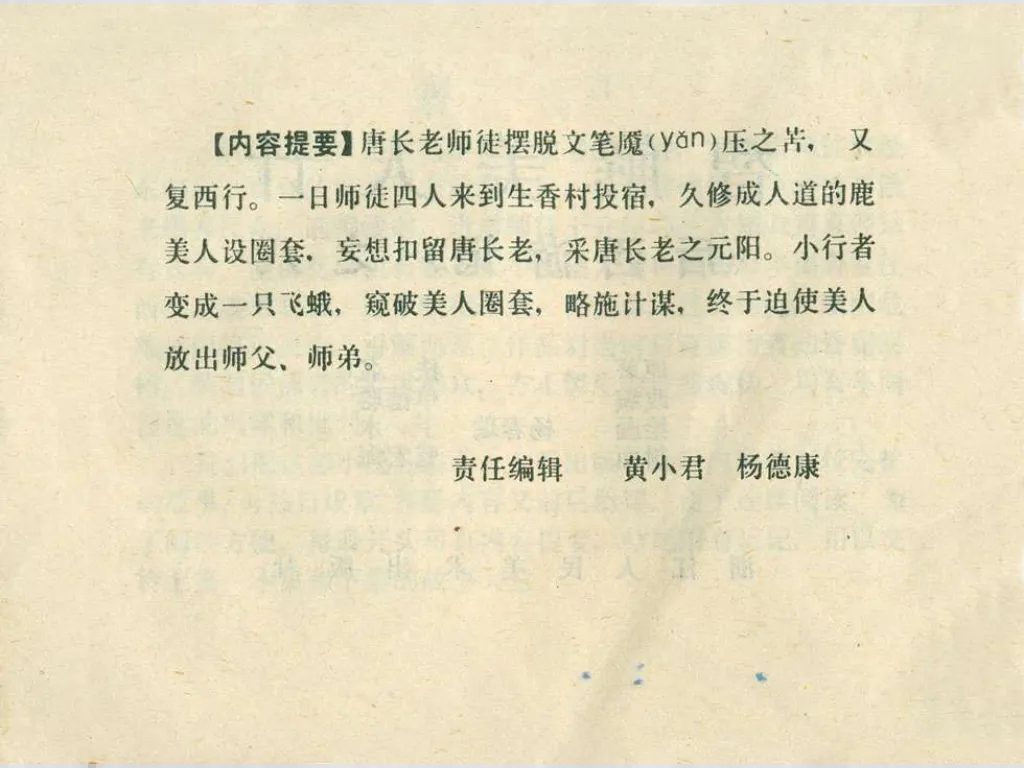 【内容提要】唐长老师徒摆脱文笔魇(yǎn)压之苦，又
复西行。一日师徒四人来到生香村投宿，久修成人道的鹿
美人设圈套，妄想扣留唐长老，采唐长老之元阳。小行者
变成一只飞蛾，窥破美人圈套，略施计谋，终于迫使美人
放出师父、师弟。
责任编辑 黄小君 杨德康